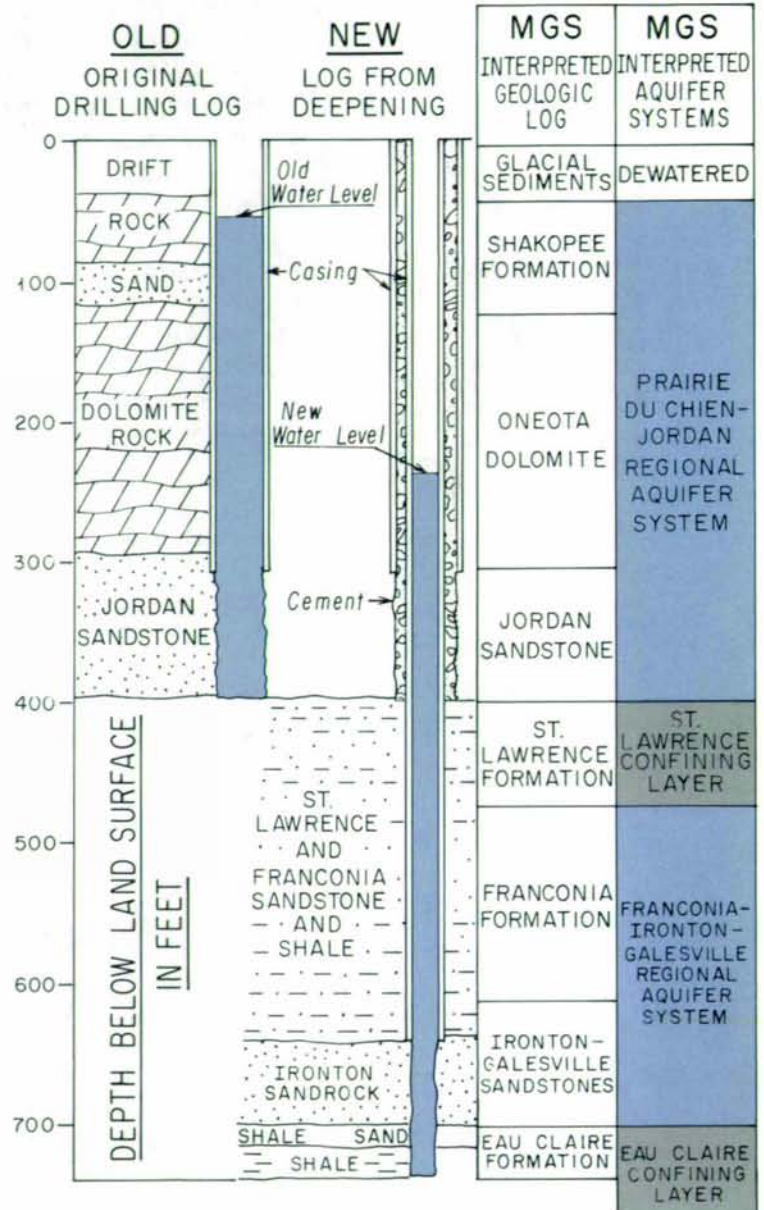 OLD
ORIGINAL
DRILLING LOG
NEW
LOG FROM
DEEPENING
MGS
INTERPRETED
GEOLOGIC
LOG
MGS
INTERPRETED
AQUIFER
SYSTEMS
0
100
200
300
400
500
600
700
DEPTH BELOW LAND SURFACE
IN FEET
DRIFT
ROCK
SAND
DOLOMITE
ROCK
JORDAN
SANDSTONE
Old
Water Level
Casing
New
Water Level
Cement
ST.
LAWRENCE
AND
FRANCONIA
SANDSTONE
AND
SHALE
IRONTON
SANDROCK
SHALE SAND
SHALE
GLACIAL
SEDIMENTS
SHAKOPEE
FORMATION
ONEOTA
DOLOMITE
JORDAN
SANDSTONE
ST.
LAWRENCE
FORMATION
FRANCONIA
FORMATION
IRONTON-
GALESVILLE
SANDSTONES
EAU CLAIRE
FORMATION
DEWATERED
PRAIRIE
DU CHIEN-
JORDAN
REGIONAL
AQUIFER
SYSTEM
ST.
LAWRENCE
CONFINING
LAYER
FRANCONIA-
IRONTON-
GALESVILLE
REGIONAL
AQUIFER
SYSTEM
EAU CLAIRE
CONFINING
LAYER